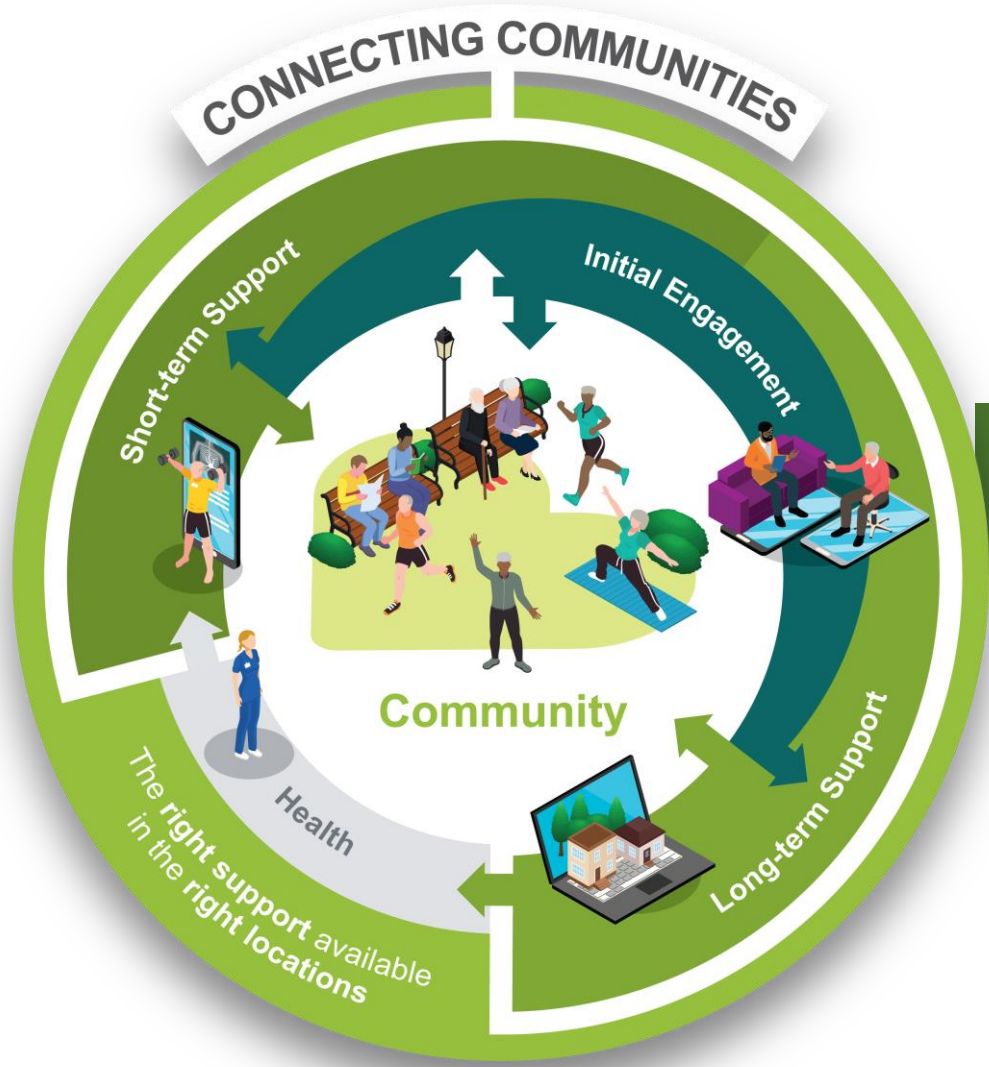 CONNECTING COMMUNITIES
Short-term Support
Initial Engagement
Community
Long-term Support
Health
The right support available
in the right locations